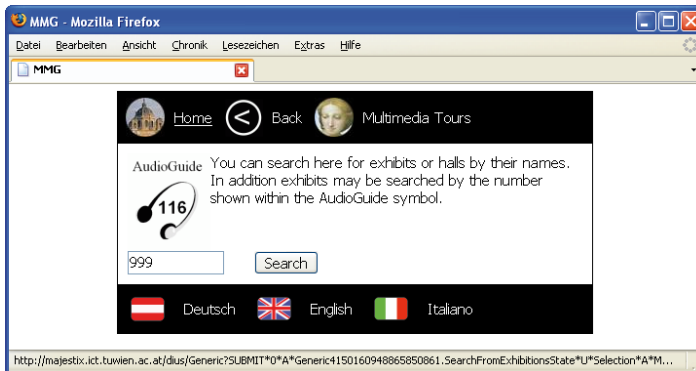 MMG - Mozilla Firefox
Datei Bearbeiten Ansicht Chronik Lesezeichen Extras Hilfe
MMG
Home < Back Multimedia Tours
AudioGuide
116
You can search here for exhibits or halls by their names.
In addition exhibits may be searched by the number
shown within the AudioGuide symbol.
999 Search
Deutsch English Italiano
http://majestix.ict.tuwien.ac.at/dius/Generic?SUBMIT*0*A*Generic4150160948865850861.SearchFromExhibitionsState*U*Selection*A*M...